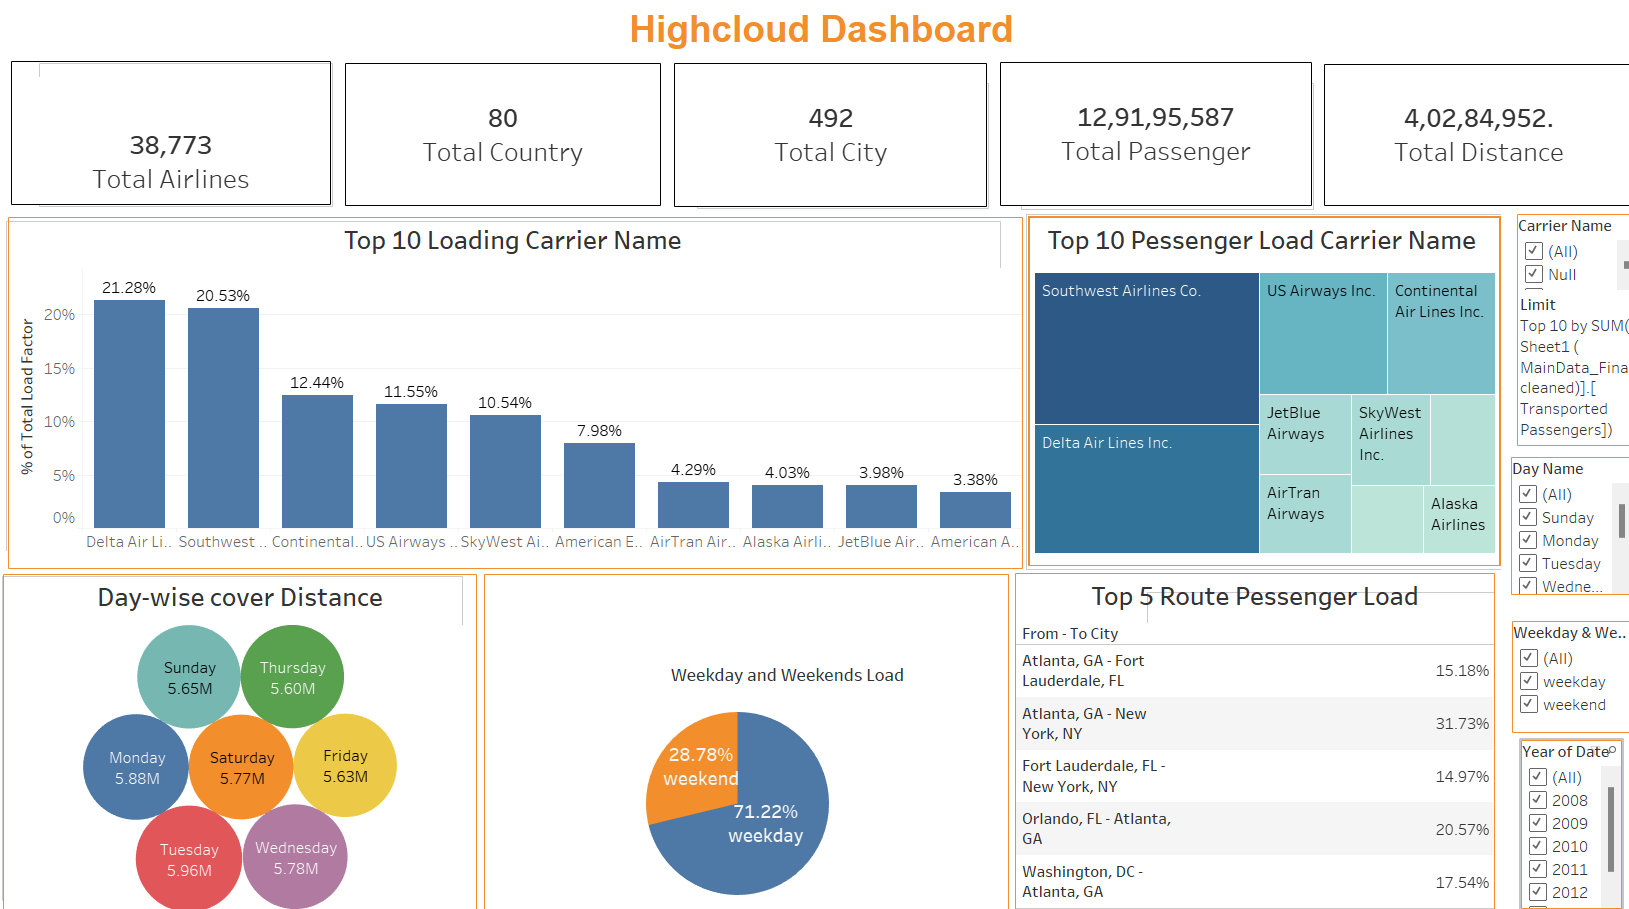 Highcloud Dashboard
38,773
Total Airlines
80
Total Country
492
Total City
12,91,95,587
Total Passenger
4,02,84,952.
Total Distance
Top 10 Loading Carrier Name
% of Total Load Factor
20%
15%
10%
5%
0%
21.28%
20.53%
12.44%
11.55%
10.54%
7.98%
4.29%
4.03%
3.98%
3.38%
Delta Air Li..
Southwest ..
Continental..
US Airways ..
SkyWest Ai..
American E..
AirTran Air..
Alaska Airli..
JetBlue Air..
American A..
Top 10 Pessenger Load Carrier Name
Southwest Airlines Co.
Delta Air Lines Inc.
US Airways Inc.
Continental
Air Lines Inc.
JetBlue
Airways
SkyWest
Airlines
Inc.
AirTran
Airways
Alaska
Airlines
Carrier Name
(All)
Null
Limit
Top 10 by SUM(
Sheet1 (
MainData_Fina
cleaned)].[
Transported
Passengers])
Day Name
(All)
Sunday
Monday
Tuesday
Wedne...
Weekday & We..
(All)
weekday
weekend
Year of Date
(All)
2008
2009
2010
2011
2012
Day-wise cover Distance
Sunday
5.65M
Thursday
5.60M
Monday
5.88M
Saturday
5.77M
Friday
5.63M
Tuesday
5.96M
Wednesday
5.78M
Weekday and Weekends Load
28.78%
weekend
71.22%
weekday
Top 5 Route Pessenger Load
From - To City
Atlanta, GA - Fort
Lauderdale, FL
15.18%
Atlanta, GA - New
York, NY
31.73%
Fort Lauderdale, FL -
New York, NY
14.97%
Orlando, FL - Atlanta,
GA
20.57%
Washington, DC -
Atlanta, GA
17.54%